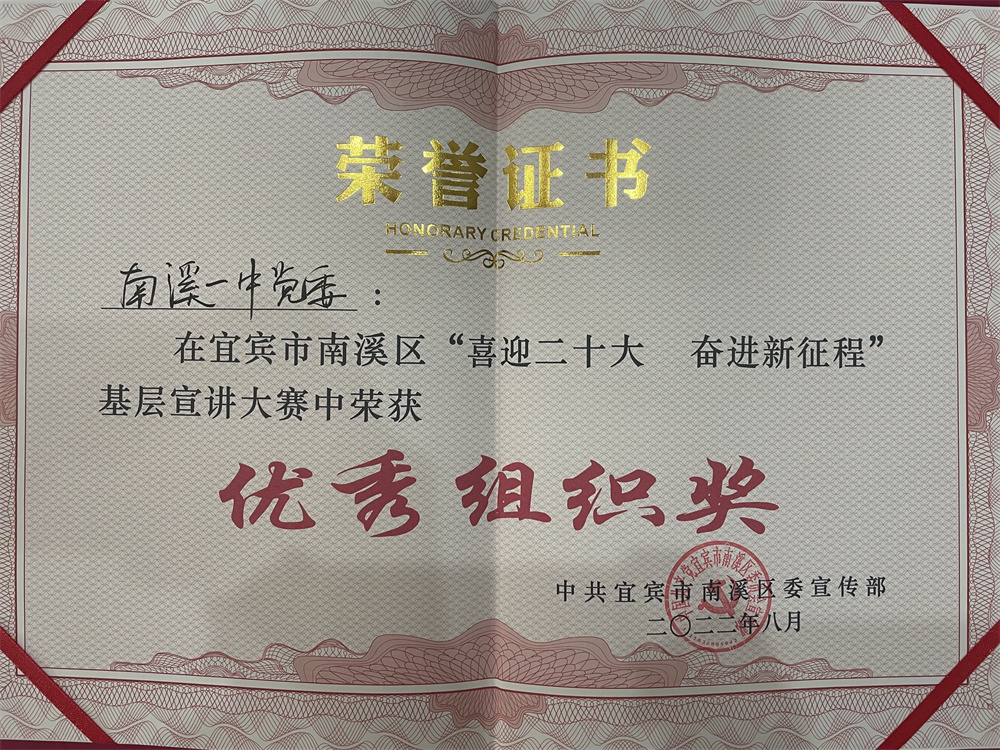 荣誉证书
HONORARY CREDENTIAL
南溪一中党委：
在宜宾市南溪区“喜迎二十大 奋进新征程”
基层宣讲大赛中荣获
优秀组织奖
中共宜宾市南溪区委宣传部
二〇二二年八月